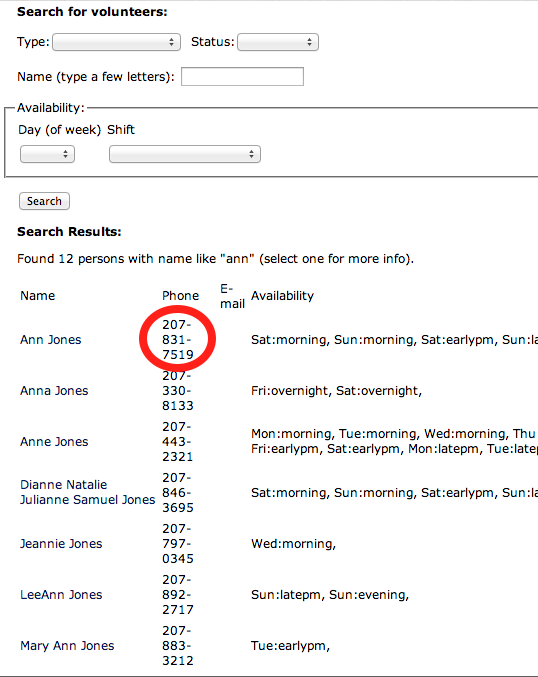 Search for volunteers:
Type: Status:
Name (type a few letters):
Availability:
Day (of week) Shift
Search
Search Results:
Found 12 persons with name like "ann" (select one for more info).
Name Phone E-mail Availability
Ann Jones 207-831-7519 Sat:morning, Sun:morning, Sat:earlypm, Sun:la
Anna Jones 207-330-8133 Fri:overnight, Sat:overnight,
Anne Jones 207-443-2321 Mon:morning, Tue:morning, Wed:morning, Thu
Fri:earlypm, Sat:earlypm, Mon:latepm, Tue:latep
Dianne Natalie
Julianne Samuel Jones 207-846-3695 Sat:morning, Sun:morning, Sat:earlypm, Sun:la
Jeannie Jones 207-797-0345 Wed:morning,
LeeAnn Jones 207-892-2717 Sun:latepm, Sun:evening,
Mary Ann Jones 207-883-3212 Tue:earlypm,